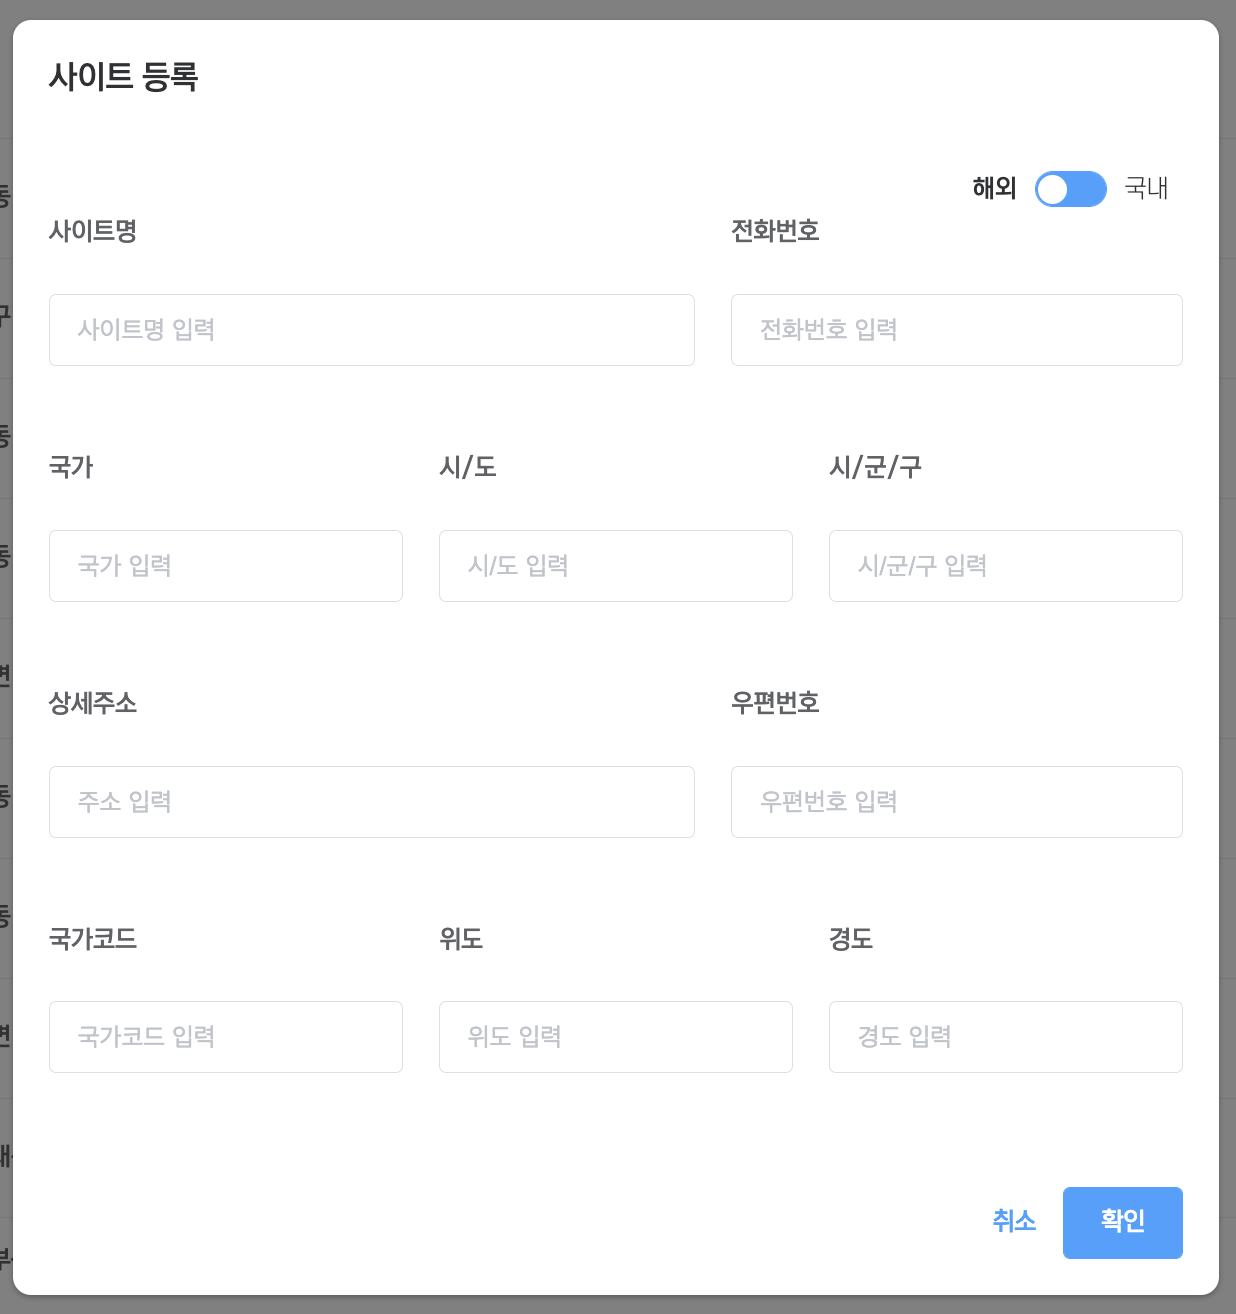 사이트 등록
해외 국내
사이트명 전화번호
사이트명 입력 전화번호 입력
국가 시/도 시/군/구
국가 입력 시/도 입력 시/군/구 입력
상세주소 우편번호
주소 입력 우편번호 입력
국가코드 위도 경도
국가코드 입력 위도 입력 경도 입력
취소 확인